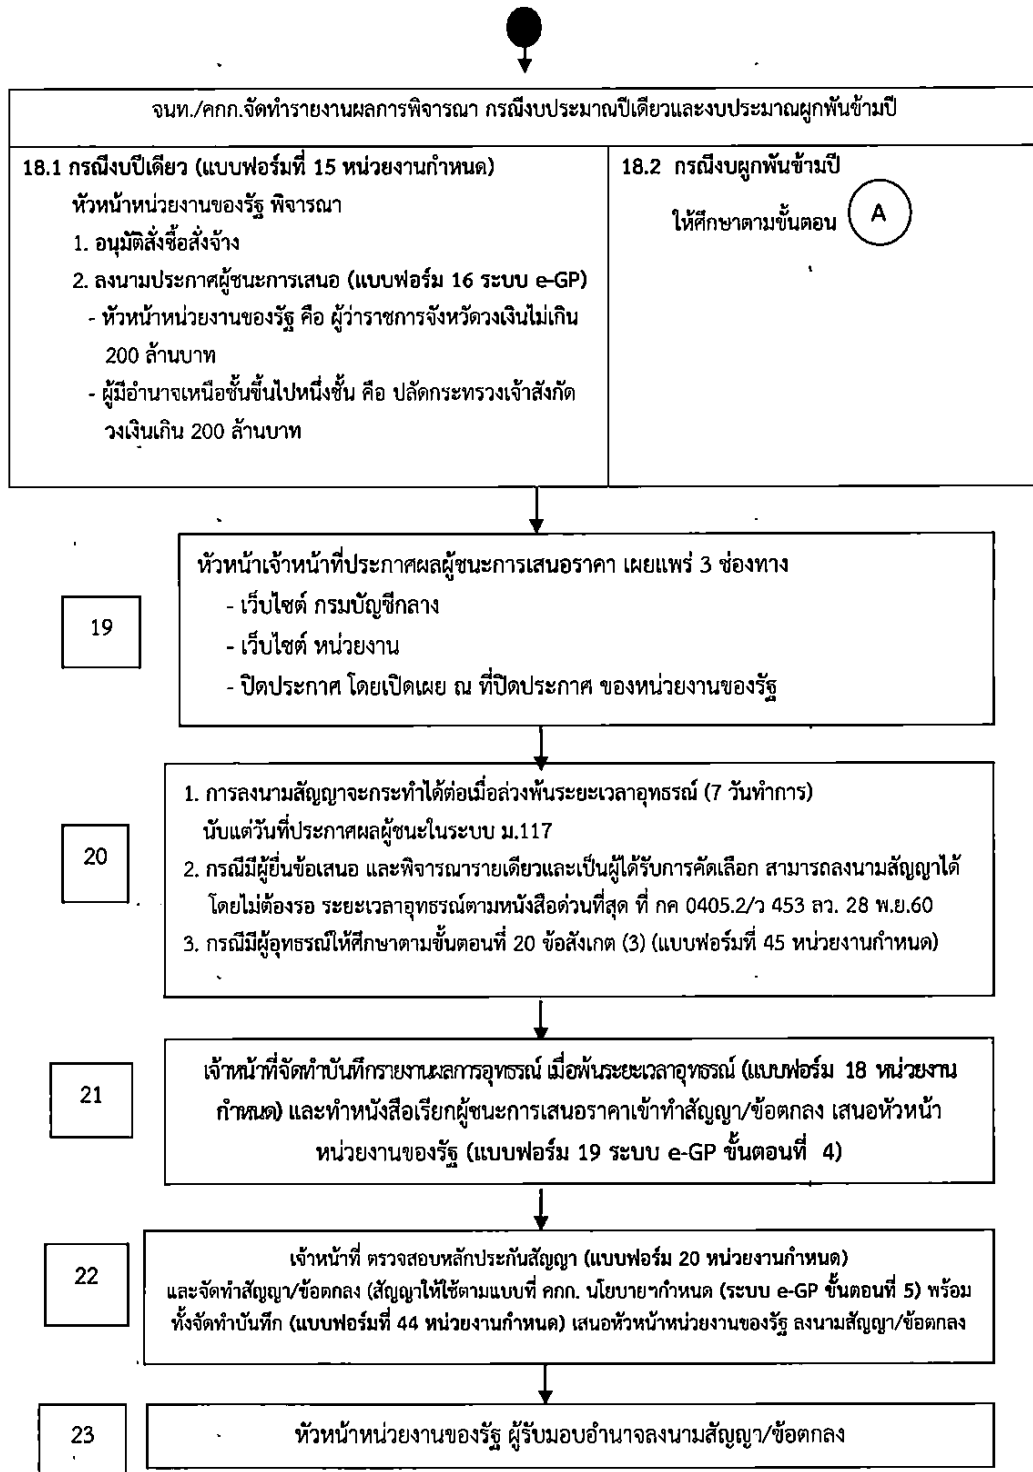 จนท./คกก.จัดทำรายงานผลการพิจารณา กรณีงบประมาณปีเดียวและงบประมาณผูกพันข้ามปี
18.1 กรณีงบปีเดียว (แบบฟอร์มที่ 15 หน่วยงานกำหนด)
หัวหน้าหน่วยงานของรัฐ พิจารณา
1. อนุมัติสั่งซื้อสั่งจ้าง
2. ลงนามประกาศผู้ชนะการเสนอ (แบบฟอร์ม 16 ระบบ e-GP)
- หัวหน้าหน่วยงานของรัฐ คือ ผู้ว่าราชการจังหวัดวงเงินไม่เกิน
200 ล้านบาท
- ผู้มีอำนาจเหนือชั้นขึ้นไปหนึ่งชั้น คือ ปลัดกระทรวงเจ้าสังกัด
วงเงินเกิน 200 ล้านบาท
18.2 กรณีงบผูกพันข้ามปี
ให้ศึกษาตามขั้นตอน A
19
หัวหน้าเจ้าหน้าที่ประกาศผลผู้ชนะการเสนอราคา เผยแพร่ 3 ช่องทาง
- เว็บไซต์ กรมบัญชีกลาง
- เว็บไซต์ หน่วยงาน
- ปิดประกาศ โดยเปิดเผย ณ ที่ปิดประกาศ ของหน่วยงานของรัฐ
20
1. การลงนามสัญญาจะกระทำได้ต่อเมื่อล่วงพ้นระยะเวลาอุทธรณ์ (7 วันทำการ)
นับแต่วันที่ประกาศผลผู้ชนะในระบบ ม.117
2. กรณีมีผู้ยื่นข้อเสนอ และพิจารณารายเดียวและเป็นผู้ได้รับการคัดเลือก สามารถลงนามสัญญาได้
โดยไม่ต้องรอ ระยะเวลาอุทธรณ์ตามหนังสือด่วนที่สุด ที่ กค 0405.2/ว 453 ลว. 28 พ.ย.60
3. กรณีมีผู้อุทธรณ์ให้ศึกษาตามขั้นตอนที่ 20 ข้อสังเกต (3) (แบบฟอร์มที่ 45 หน่วยงานกำหนด)
21
เจ้าหน้าที่จัดทำบันทึกรายงานผลการอุทธรณ์ เมื่อพ้นระยะเวลาอุทธรณ์ (แบบฟอร์ม 18 หน่วยงาน
กำหนด) และทำหนังสือเรียกผู้ชนะการเสนอราคาเข้าทำสัญญา/ข้อตกลง เสนอหัวหน้า
หน่วยงานของรัฐ (แบบฟอร์ม 19 ระบบ e-GP ขั้นตอนที่ 4)
22
เจ้าหน้าที่ ตรวจสอบหลักประกันสัญญา (แบบฟอร์ม 20 หน่วยงานกำหนด)
และจัดทำสัญญา/ข้อตกลง (สัญญาให้ใช้ตามแบบที่ คกก. นโยบายฯกำหนด (ระบบ e-GP ขั้นตอนที่ 5) พร้อม
ทั้งจัดทำบันทึก (แบบฟอร์มที่ 44 หน่วยงานกำหนด) เสนอหัวหน้าหน่วยงานของรัฐ ลงนามสัญญา/ข้อตกลง
23
หัวหน้าหน่วยงานของรัฐ ผู้รับมอบอำนาจลงนามสัญญา/ข้อตกลง